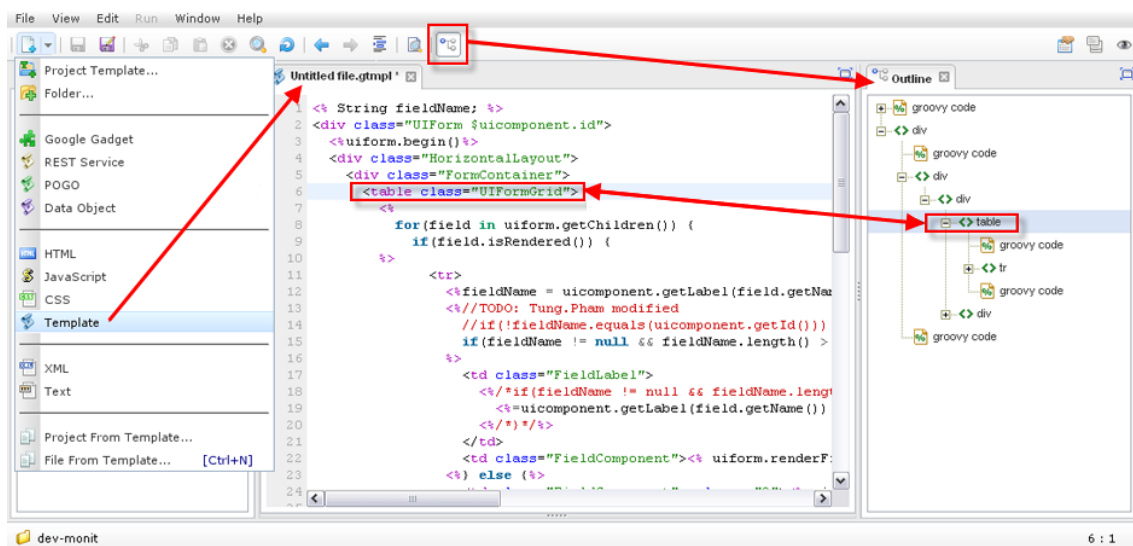 File View Edit Run Window Help
Project Template...
Folder...
Google Gadget
REST Service
POGO
Data Object
HTML
JavaScript
CSS
Template
XML
Text
Project From Template...
File From Template... [Ctrl+N]
Untitled file.gtmpl *
1 <% String fieldName; %>
2 <div class="UIForm $uicomponent.id">
3 <%uiform.begin()%>
4 <div class="HorizontalLayout">
5 <div class="FormContainer">
6 <table class="UIFormGrid">
7 <%
8 for(field in uiform.getChildren()) {
9 if(field.isRendered()) {
10 %>
11 <tr>
12 <%fieldName = uicomponent.getLabel(field.getNam
13 <%//TODO: Tung.Pham modified
14 //if(!fieldName.equals(uicomponent.getId()))
15 if(fieldName != null && fieldName.length() >
16 %>
17 <td class="FieldLabel">
18 <%/*if(fieldName != null && fieldName.lengt
19 <%=uicomponent.getLabel(field.getName())
20 <%/*)*/%>
21 </td>
22 <td class="FieldComponent"><% uiform.renderF
23 <%} else {%>
24
Outline
groovy code
<> div
groovy code
<> div
<> div
<> table
groovy code
<> tr
groovy code
<> div
groovy code
dev-monit
6 : 1